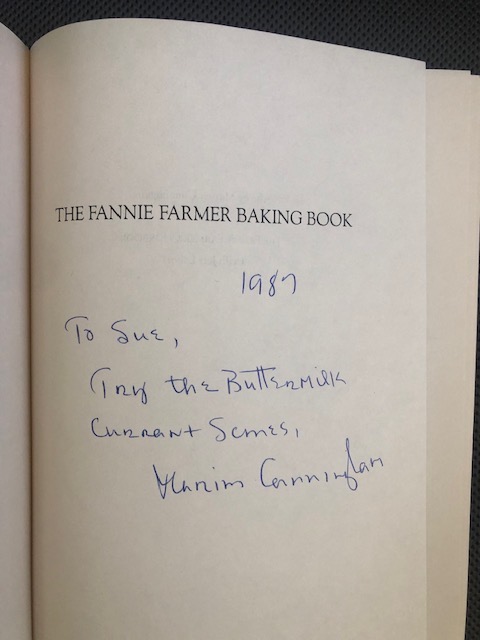 THE FANNIE FARMER BAKING BOOK
1987
To Sue,
Try the Buttermilk
Currant Scones,
Marion Cunningham